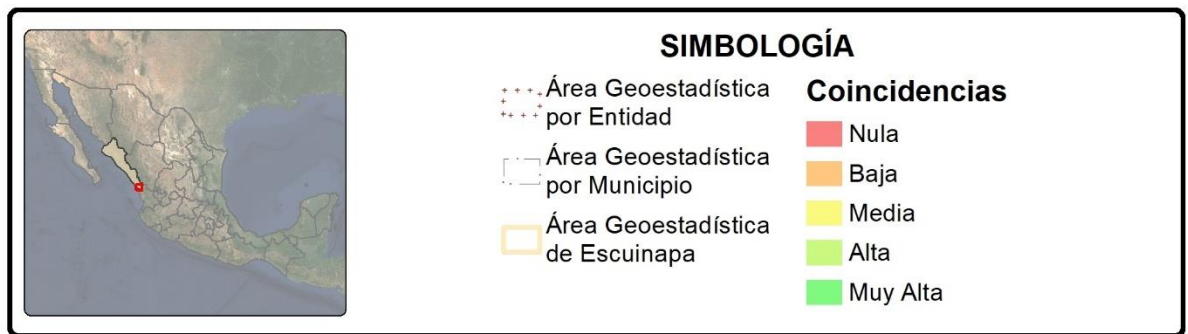 SIMBOLOGÍA
Área Geoestadística
por Entidad
Área Geoestadística
por Municipio
Área Geoestadística
de Escuinapa
Coincidencias
Nula
Baja
Media
Alta
Muy Alta